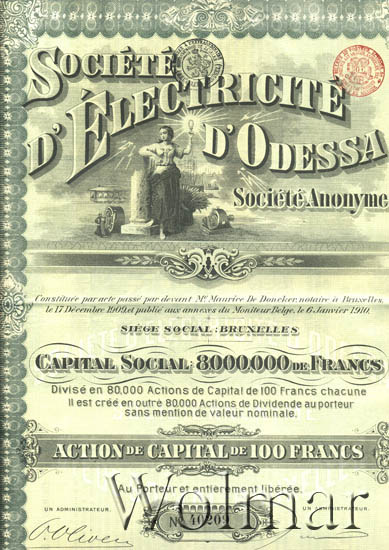 SOCIÉTÉ
D'ÉLECTRICITÉ
D'ODESSA
Société Anonyme
Constituée par acte passé par devant Me. Maurice De Doncker, notaire à Bruxelles,
le 17 Décembre 1909, et publié aux annexes du Moniteur Belge, le 6 Janvier 1910.
SIÈGE SOCIAL: BRUXELLES
CAPITAL SOCIAL: 8.000.000 DE FRANCS
Divisé en 80,000 Actions de Capital de 100 Francs chacune
Il est créé en outre 80.000 Actions de Dividende au porteur
sans mention de valeur nominale.
ACTION DE CAPITAL DE 100 FRANCS
Au Porteur et entièrement libérée.
Wolmar
UN ADMINISTRATEUR.
UN ADMINISTRATEUR.
No